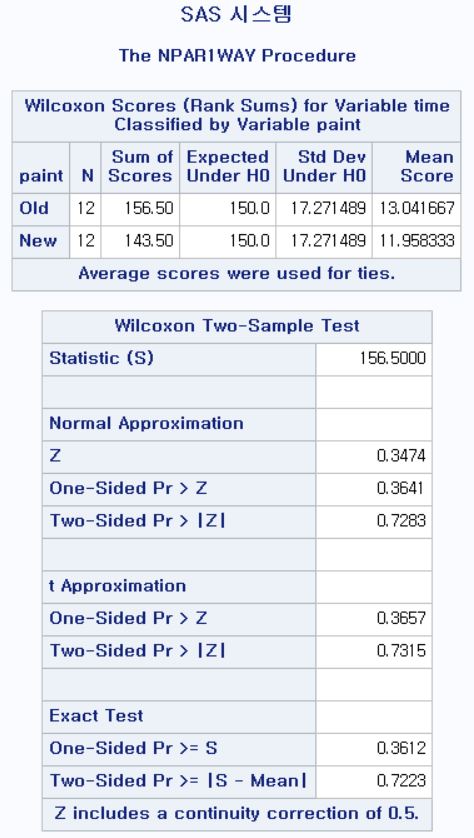 SAS 시스템
The NPAR1WAY Procedure
Wilcoxon Scores (Rank Sums) for Variable time
Classified by Variable paint
paint N Sum of Scores Expected Under H0 Std Dev Under H0 Mean Score
Old 12 156.50 150.0 17.271489 13.041667
New 12 143.50 150.0 17.271489 11.958333
Average scores were used for ties.
Wilcoxon Two-Sample Test
Statistic (S) 156.5000
Normal Approximation
Z 0.3474
One-Sided Pr > Z 0.3641
Two-Sided Pr > |Z| 0.7283
t Approximation
One-Sided Pr > Z 0.3657
Two-Sided Pr > |Z| 0.7315
Exact Test
One-Sided Pr >= S 0.3612
Two-Sided Pr >= |S - Mean| 0.7223
Z includes a continuity correction of 0.5.